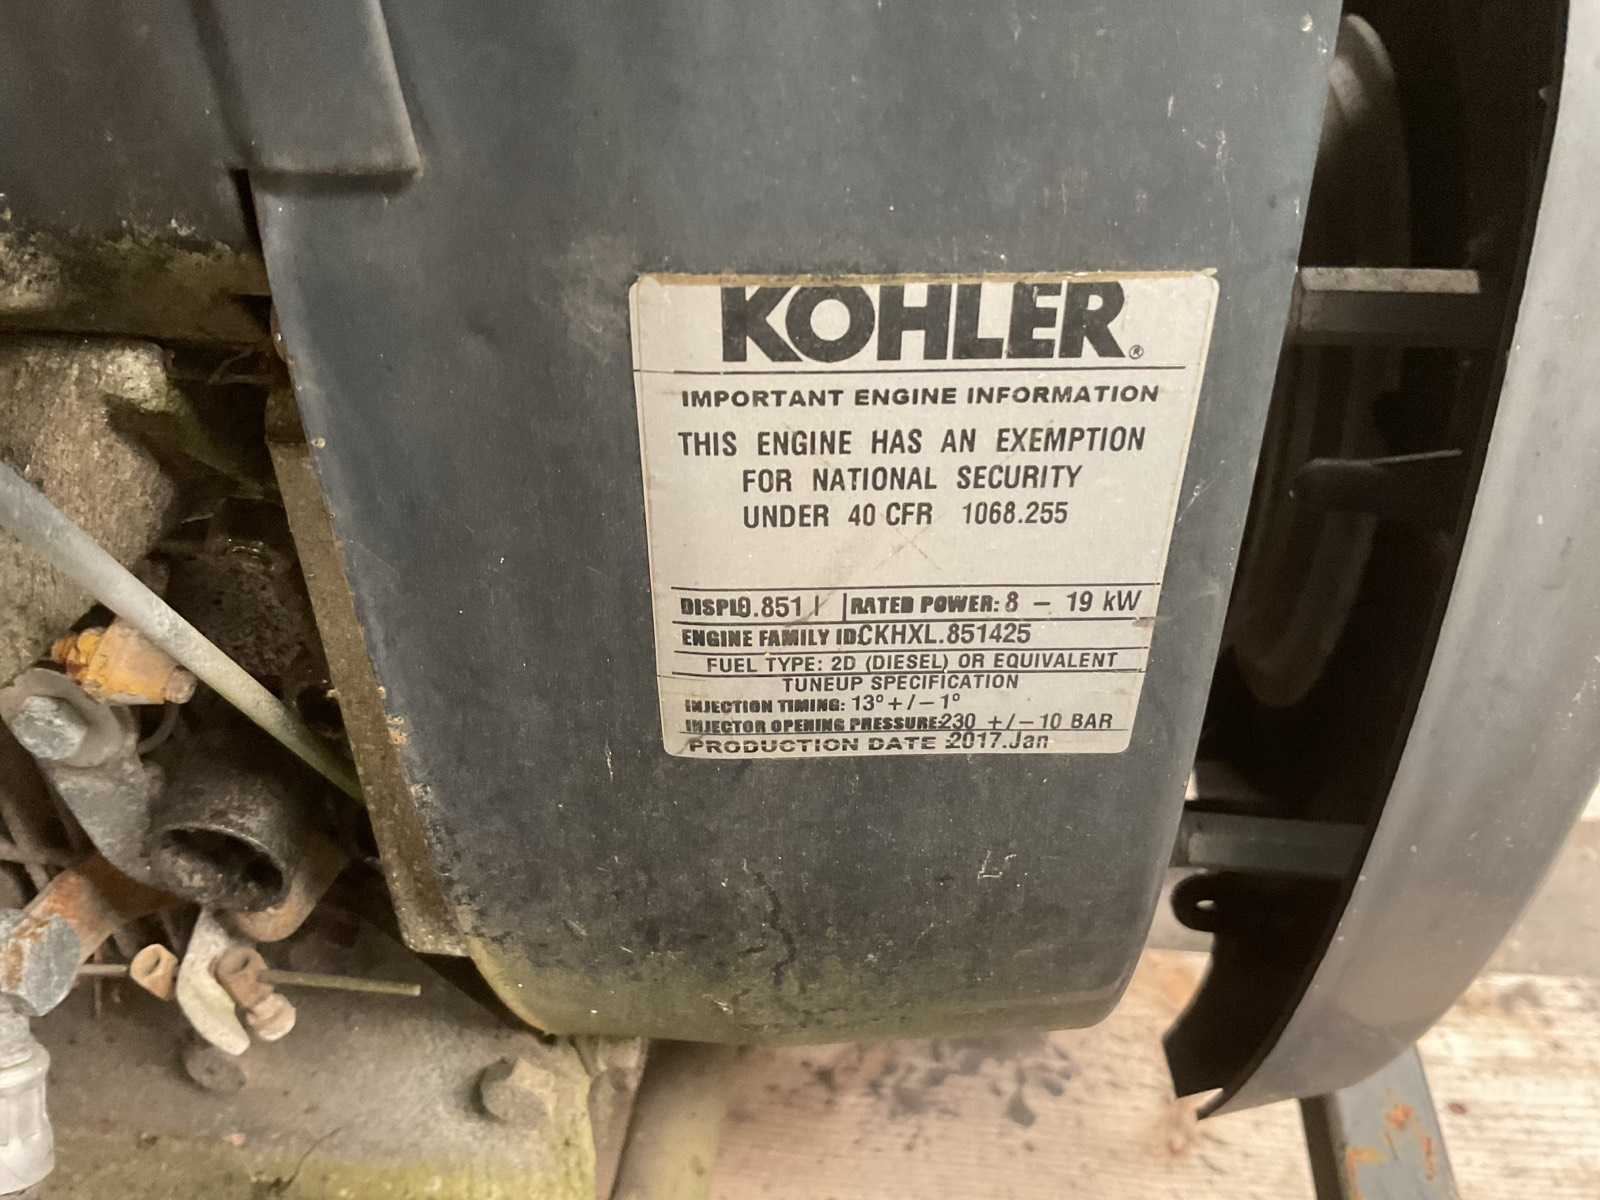 KOHLER®
IMPORTANT ENGINE INFORMATION
THIS ENGINE HAS AN EXEMPTION
FOR NATIONAL SECURITY
UNDER 40 CFR 1068.255
DISPL0.851 l RATED POWER: 8 – 19 kW
ENGINE FAMILY IDCKHXL.851425
FUEL TYPE: 2D (DIESEL) OR EQUIVALENT
TUNEUP SPECIFICATION
INJECTION TIMING: 13° +/– 1°
INJECTOR OPENING PRESSURE:230 +/– 10 BAR
PRODUCTION DATE :2017.Jan